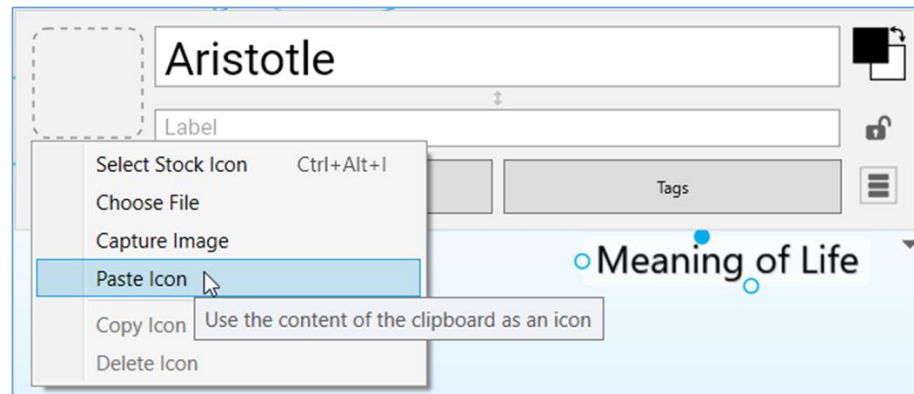 Aristotle
Label
Tags
Select Stock Icon Ctrl+Alt+I
Choose File
Capture Image
Paste Icon
Use the content of the clipboard as an icon
Copy Icon
Delete Icon
Meaning of Life